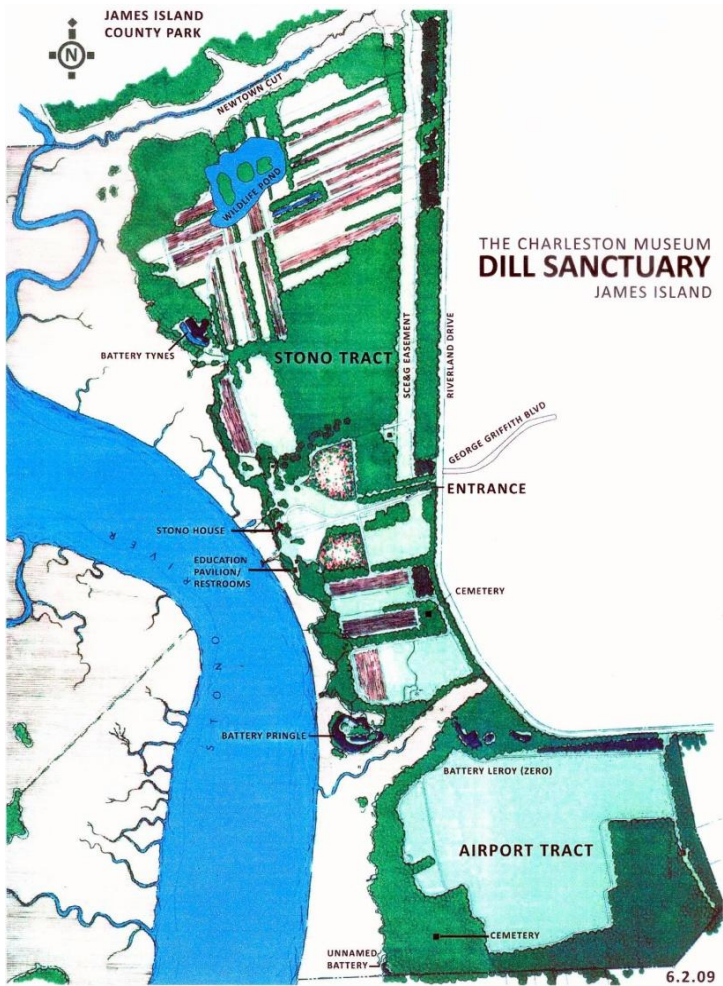 JAMES ISLAND
COUNTY PARK
N
NEWTOWN CUT
WILDLIFE POND
THE CHARLESTON MUSEUM
DILL SANCTUARY
JAMES ISLAND
BATTERY TYNES
STONO TRACT
SCE&G EASEMENT
RIVERLAND DRIVE
GEORGE GRIFFITH BLVD
ENTRANCE
STONO HOUSE
EDUCATION
PAVILION/
RESTROOMS
CEMETERY
STONO RIVER
BATTERY PRINGLE
BATTERY LEROY (ZERO)
AIRPORT TRACT
CEMETERY
UNNAMED
BATTERY
6.2.09